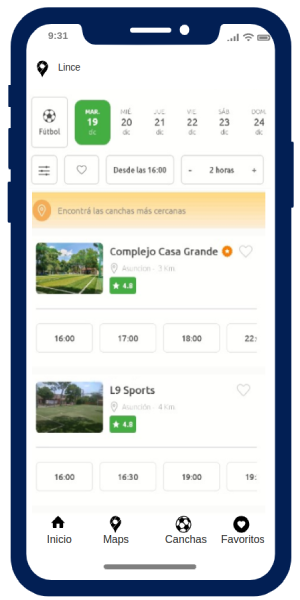 9:31
Lince
Fútbol
MAR. 19 dic
MIÉ. 20 dic
JUE. 21 dic
VIE. 22 dic
SÁB. 23 dic
DOM. 24 dic
Desde las 16:00
- 2 horas +
Encontrá las canchas más cercanas
Complejo Casa Grande
Asunción · 3 Km.
4.8
16:00 17:00 18:00 22:
L9 Sports
Asunción · 4 Km.
4.8
16:00 16:30 19:00 19:
Inicio Maps Canchas Favoritos